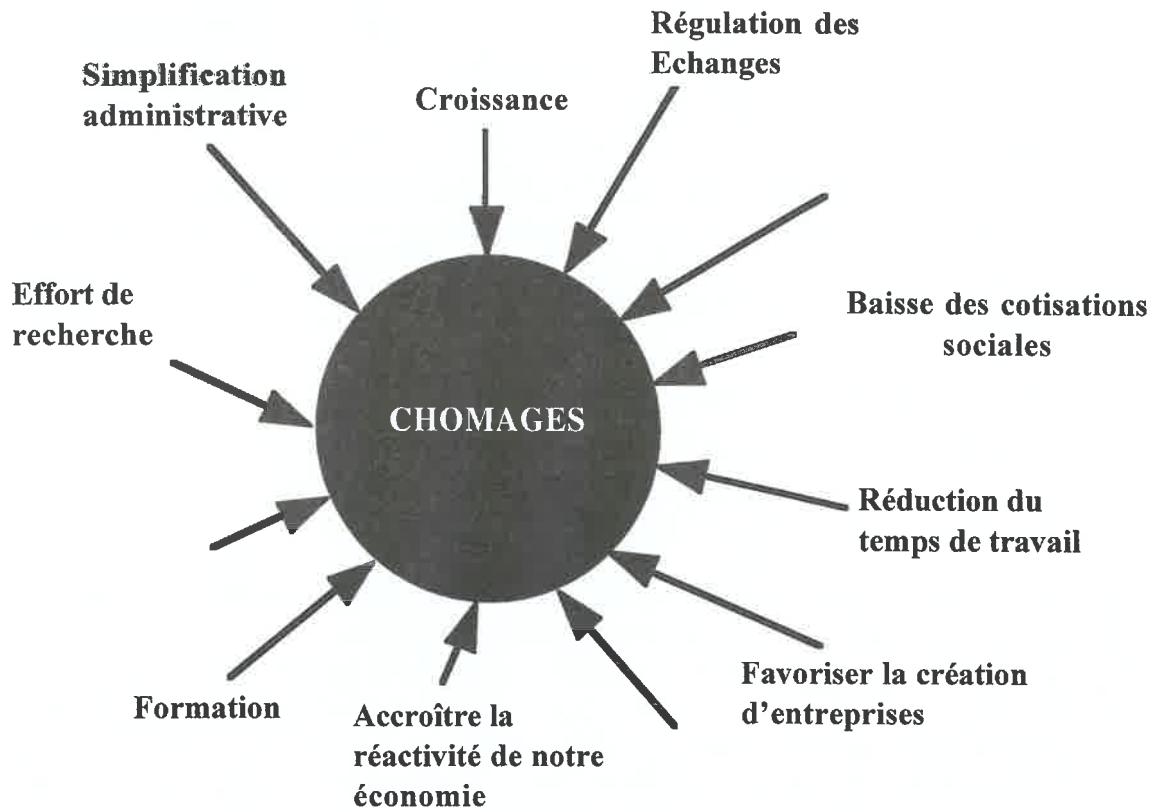 Régulation des
Echanges
Simplification
administrative
Croissance
Effort de
recherche
Baisse des cotisations
sociales
CHOMAGES
Réduction du
temps de travail
Favoriser la création
d'entreprises
Formation
Accroître la
réactivité de notre
économie